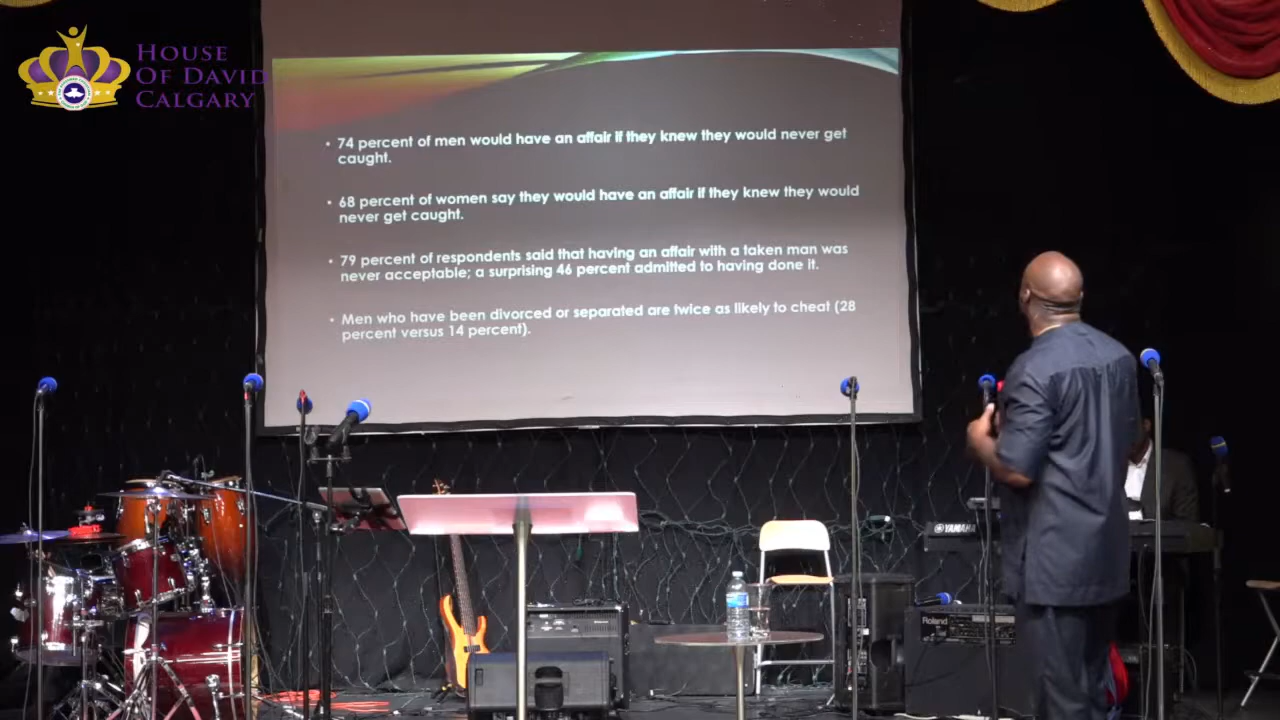 House
Of David
Calgary
• 74 percent of men would have an affair if they knew they would never get
caught.
• 68 percent of women say they would have an affair if they knew they would
never get caught.
• 79 percent of respondents said that having an affair with a taken man was
never acceptable; a surprising 46 percent admitted to having done it.
• Men who have been divorced or separated are twice as likely to cheat (28
percent versus 14 percent).
YAMAHA
Roland